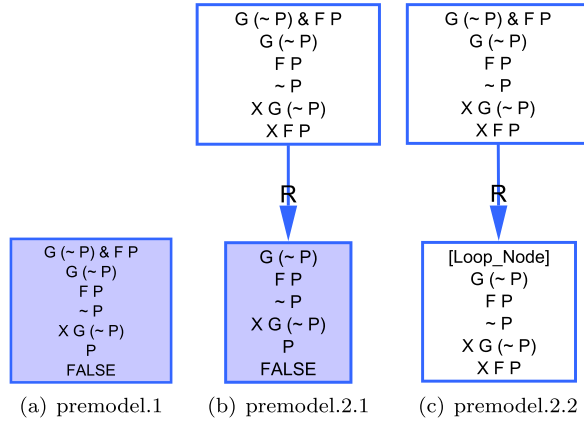 G (~ P) & F P
G (~ P)
F P
~ P
X G (~ P)
X F P
R
G (~ P)
F P
~ P
X G (~ P)
P
FALSE
G (~ P) & F P
G (~ P)
F P
~ P
X G (~ P)
X F P
R
[Loop_Node]
G (~ P)
F P
~ P
X G (~ P)
X F P
G (~ P) & F P
G (~ P)
F P
~ P
X G (~ P)
P
FALSE
(a) premodel.1
(b) premodel.2.1
(c) premodel.2.2